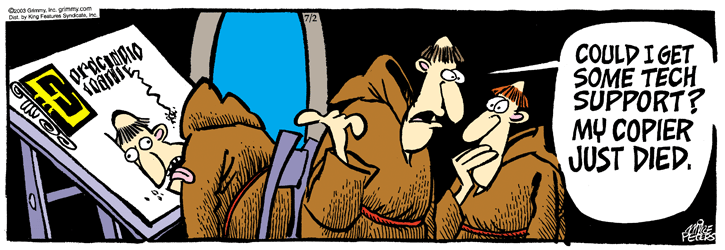 ©2003 Grimmy, Inc. grimmy.com
Dist. by King Features Syndicate, Inc.
7/2
COULD I GET
SOME TECH
SUPPORT?
MY COPIER
JUST DIED.
MIKE
PETERS